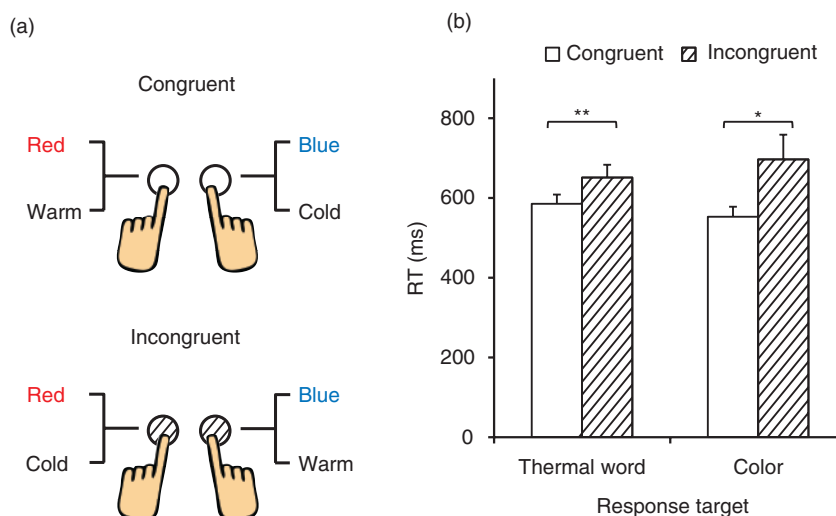 (a)
Congruent
Red
Blue
Warm
Cold
Incongruent
Red
Blue
Cold
Warm
(b)
Congruent Incongruent
800
600
400
200
0
RT (ms)
**
*
Thermal word Color
Response target